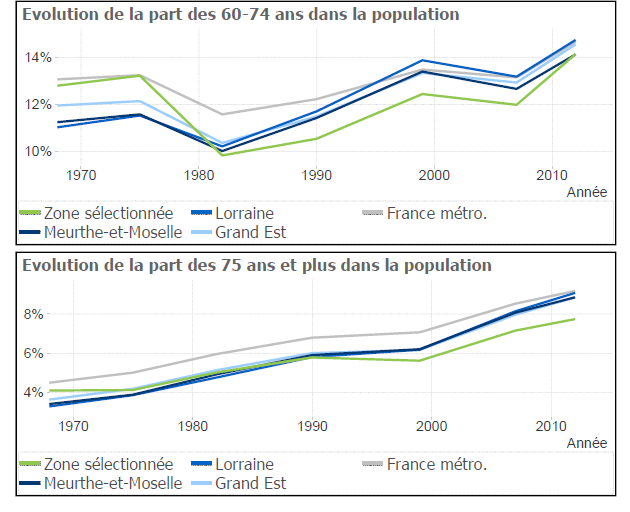 Evolution de la part des 60-74 ans dans la population
14%
12%
10%
1970 1980 1990 2000 2010
Année
Zone sélectionnée Lorraine France métro.
Meurthe-et-Moselle Grand Est
Evolution de la part des 75 ans et plus dans la population
8%
6%
4%
1970 1980 1990 2000 2010
Année
Zone sélectionnée Lorraine France métro.
Meurthe-et-Moselle Grand Est